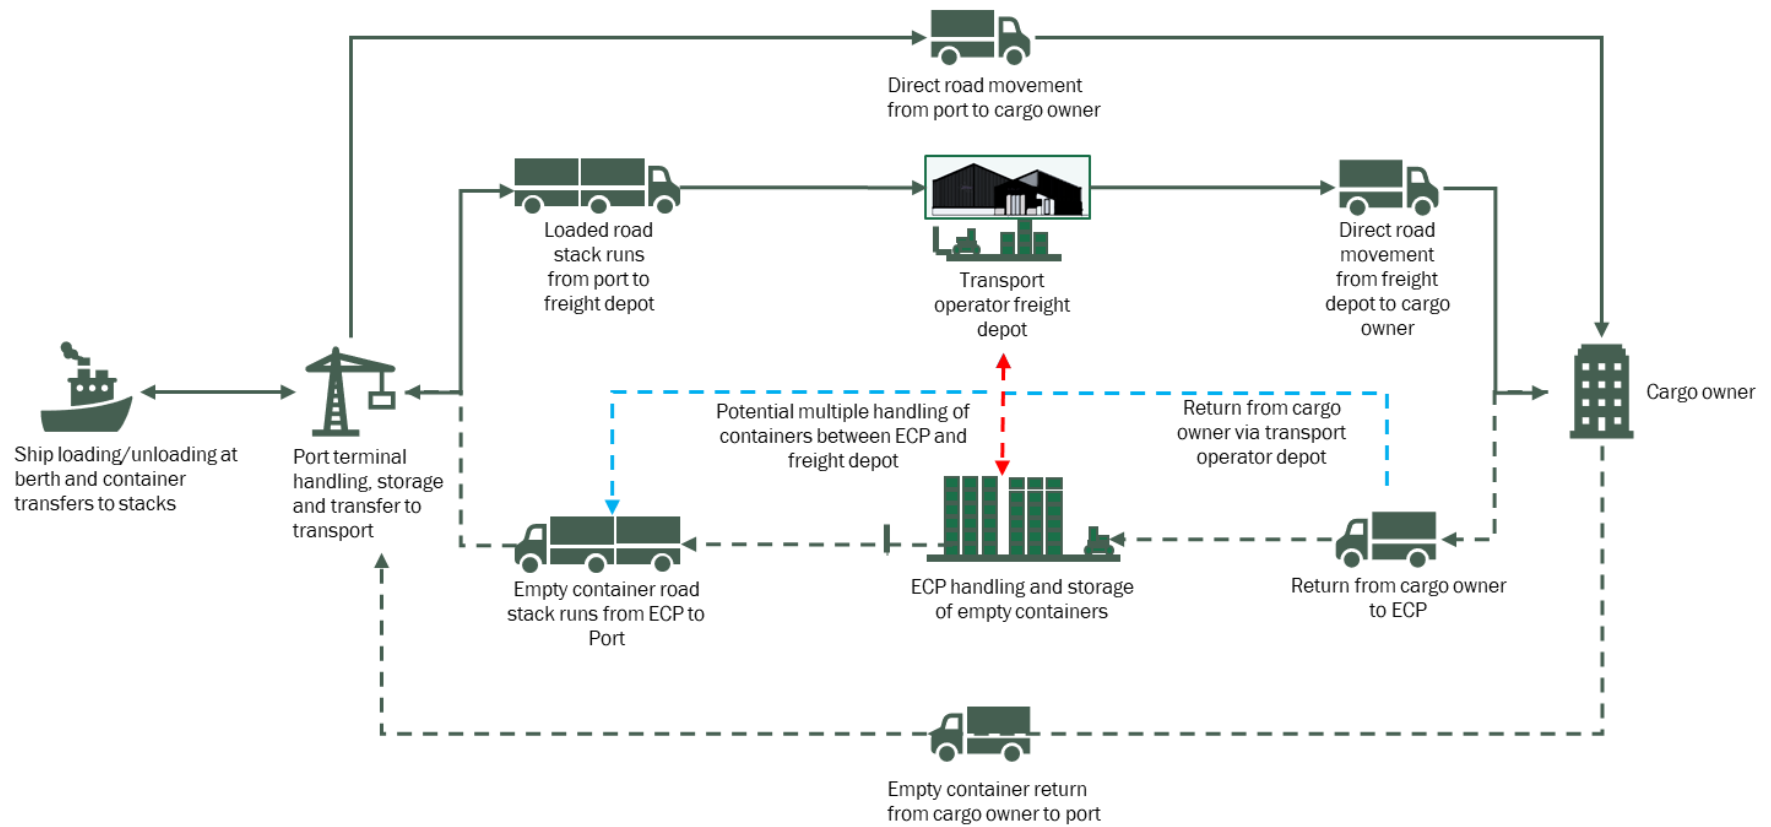 Direct road movement
from port to cargo owner
Loaded road
stack runs
from port to
freight depot
Transport
operator freight
depot
Direct road
movement
from freight
depot to cargo
owner
Ship loading/unloading at
berth and container
transfers to stacks
Port terminal
handling, storage
and transfer to
transport
Potential multiple handling of
containers between ECP and
freight depot
Return from cargo
owner via transport
operator depot
Cargo owner
Empty container road
stack runs from ECP to
Port
ECP handling and storage
of empty containers
Return from cargo owner
to ECP
Empty container return
from cargo owner to port